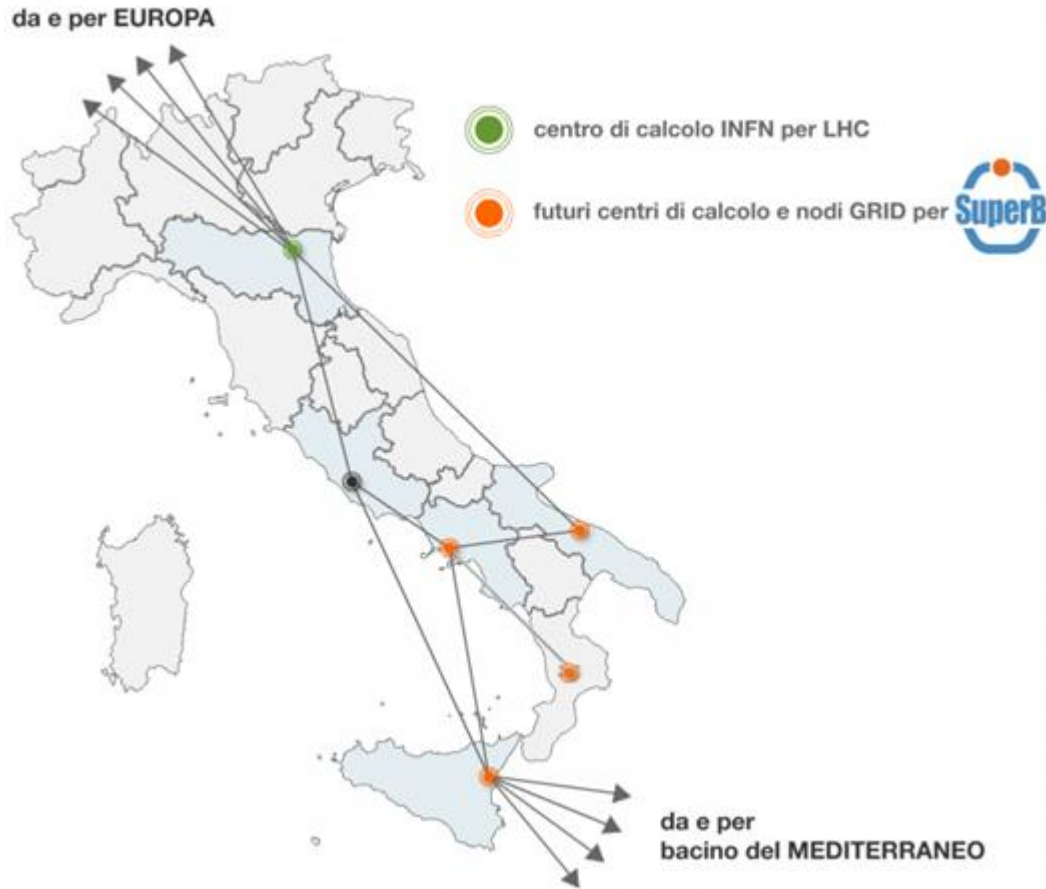 da e per EUROPA
centro di calcolo INFN per LHC
futuri centri di calcolo e nodi GRID per SuperB
da e per
bacino del MEDITERRANEO